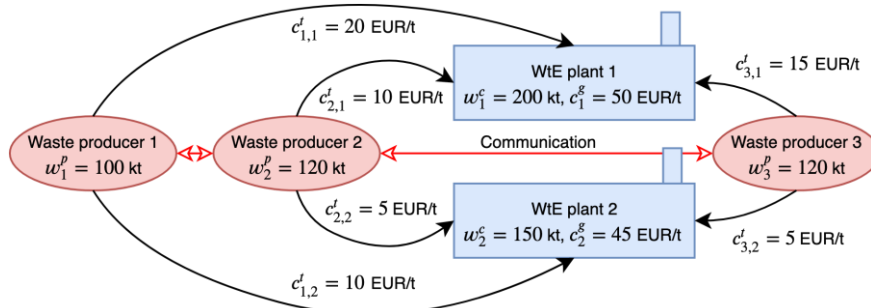 c^t_{1,1} = 20 EUR/t
WtE plant 1
w^c_1 = 200 kt, c^g_1 = 50 EUR/t
c^t_{2,1} = 10 EUR/t
c^t_{3,1} = 15 EUR/t
Waste producer 1
w^p_1 = 100 kt
Waste producer 2
w^p_2 = 120 kt
Communication
Waste producer 3
w^p_3 = 120 kt
WtE plant 2
w^c_2 = 150 kt, c^g_2 = 45 EUR/t
c^t_{2,2} = 5 EUR/t
c^t_{3,2} = 5 EUR/t
c^t_{1,2} = 10 EUR/t